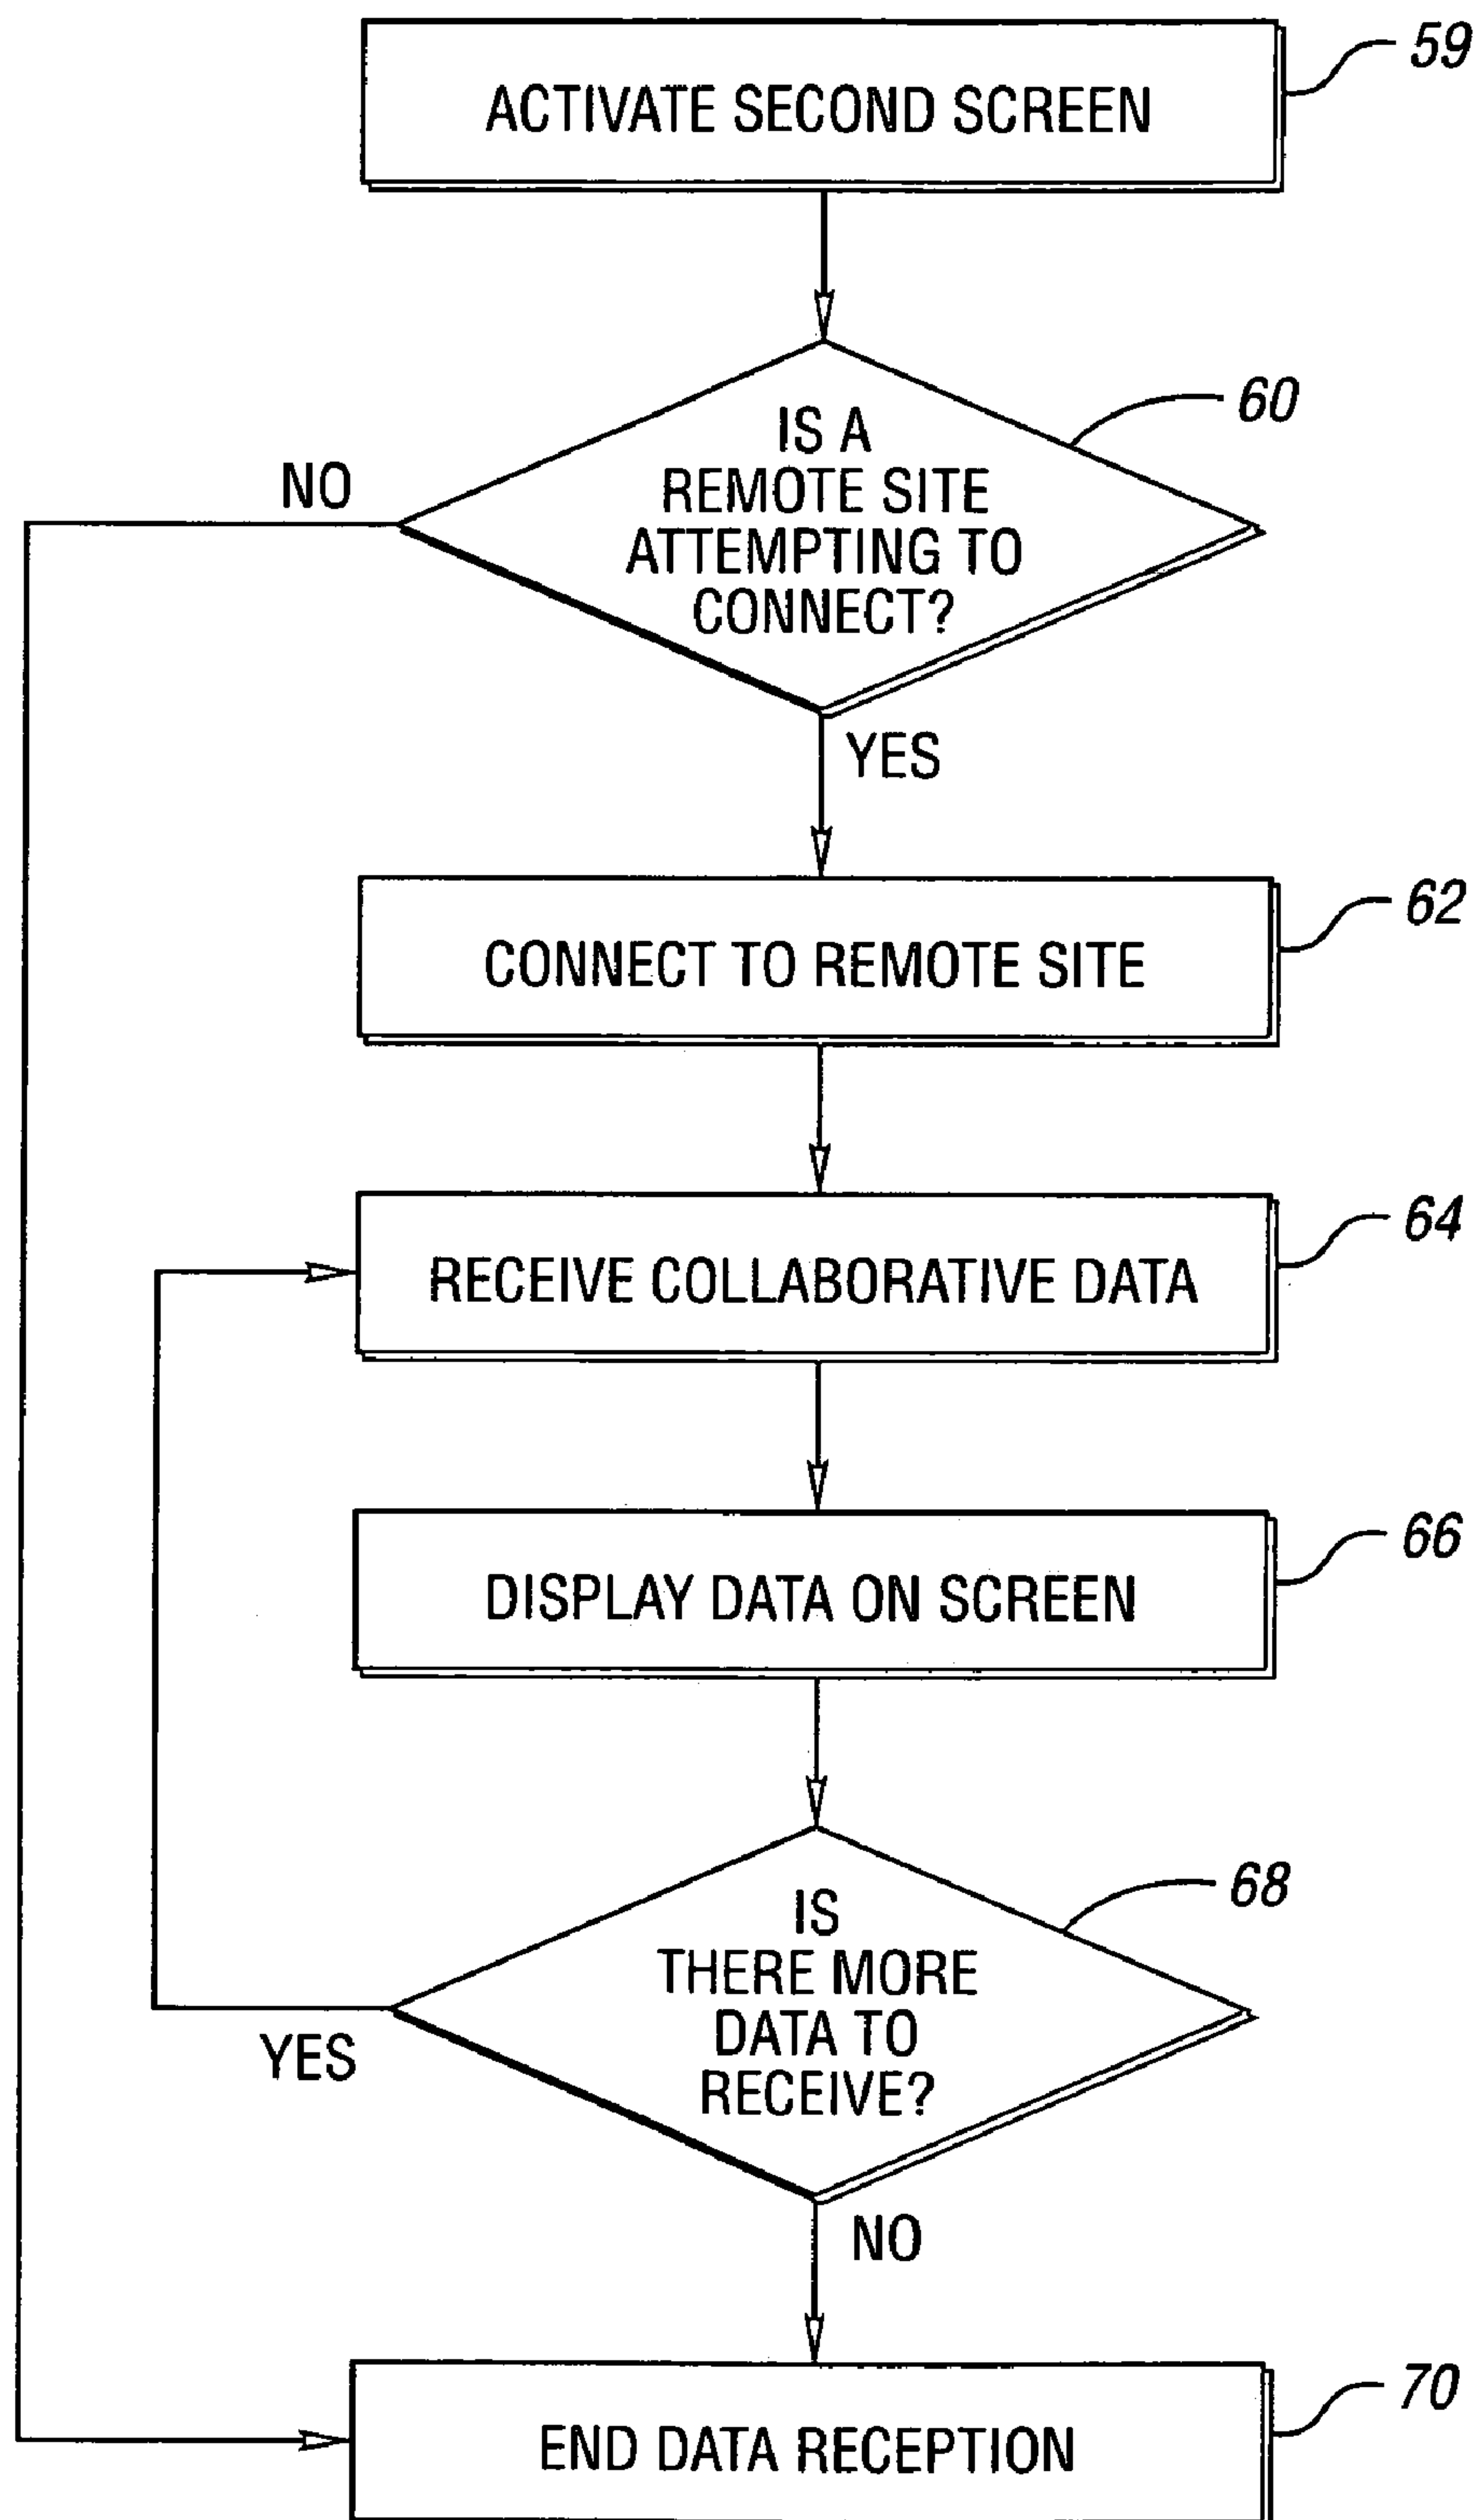 59
ACTIVATE SECOND SCREEN
60
IS A
REMOTE SITE
ATTEMPTING TO
CONNECT?
NO
YES
62
CONNECT TO REMOTE SITE
64
RECEIVE COLLABORATIVE DATA
66
DISPLAY DATA ON SCREEN
68
IS
THERE MORE
DATA TO
RECEIVE?
YES
NO
70
END DATA RECEPTION